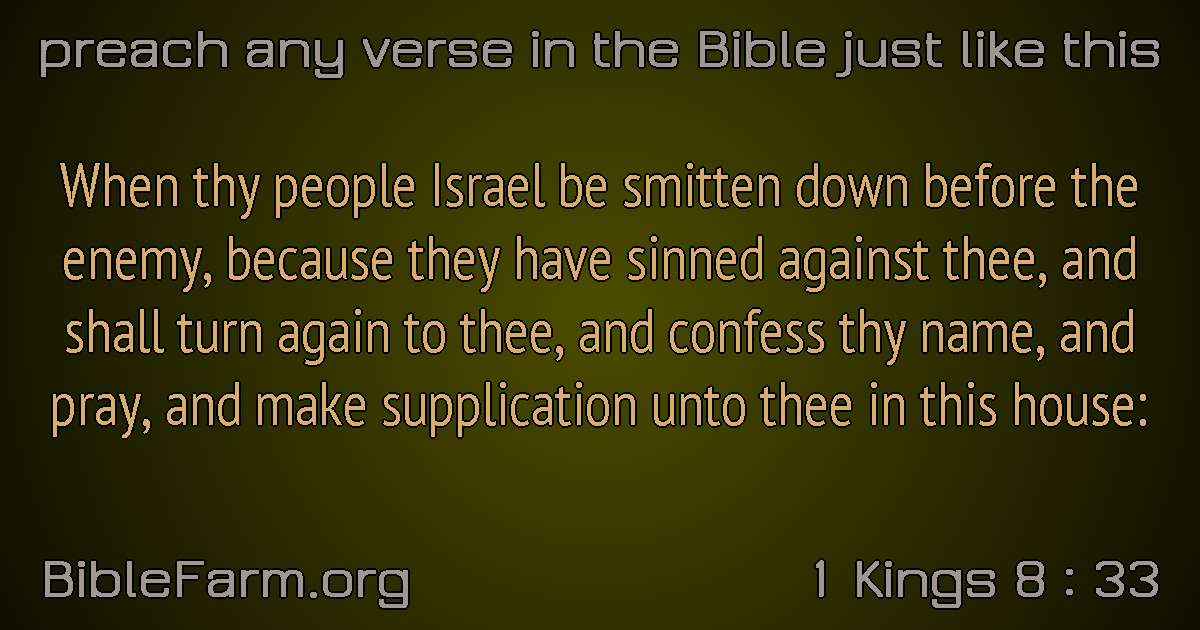 preach any verse in the Bible just like this
When thy people Israel be smitten down before the
enemy, because they have sinned against thee, and
shall turn again to thee, and confess thy name, and
pray, and make supplication unto thee in this house:
BibleFarm.org
1 Kings 8 : 33